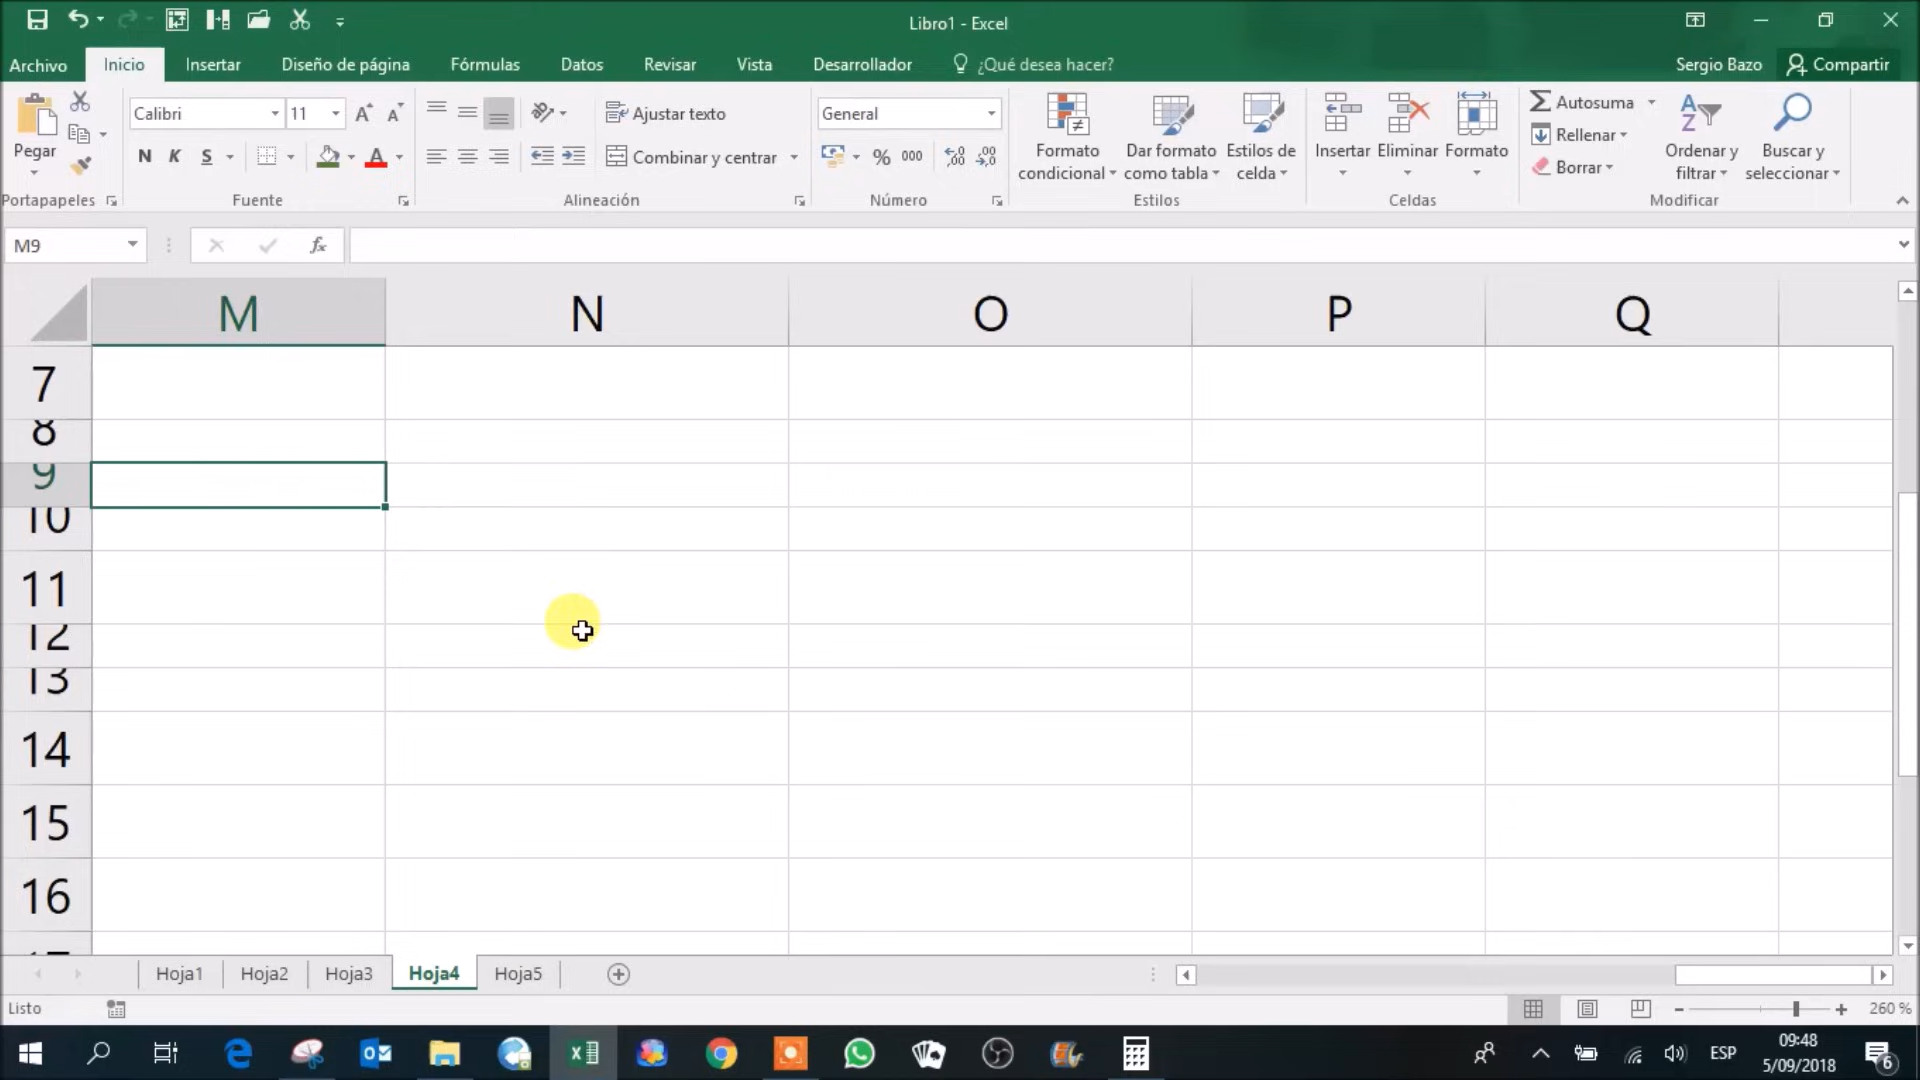 Libro1 - Excel
Archivo Inicio Insertar Diseño de página Fórmulas Datos Revisar Vista Desarrollador ¿Qué desea hacer? Sergio Bazo Compartir
Calibri 11 Ajustar texto General Autosuma
Pegar N K S Combinar y centrar % 000 Formato condicional Dar formato como tabla Estilos de celda Insertar Eliminar Formato Rellenar Ordenar y filtrar Buscar y seleccionar
Borrar
Portapapeles Fuente Alineación Número Estilos Celdas Modificar
M9 fx
M N O P Q
7
8
9
10
11
12
13
14
15
16
17
Hoja1 Hoja2 Hoja3 Hoja4 Hoja5
Listo 260 %
ESP 09:48
5/09/2018 6